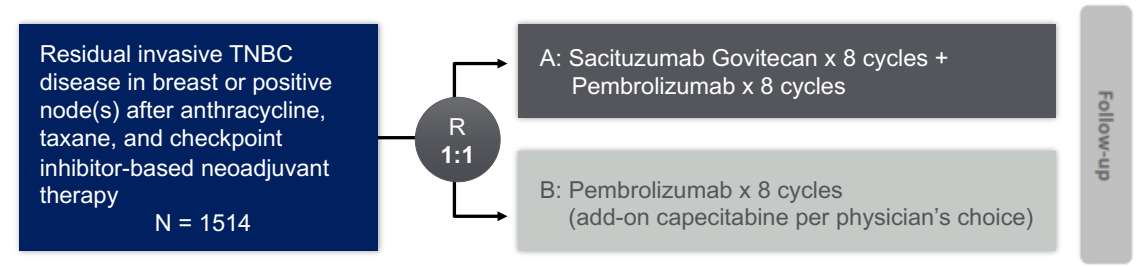 Residual invasive TNBC
disease in breast or positive
node(s) after anthracycline,
taxane, and checkpoint
inhibitor-based neoadjuvant
therapy
N = 1514
R
1:1
A: Sacituzumab Govitecan x 8 cycles +
Pembrolizumab x 8 cycles
B: Pembrolizumab x 8 cycles
(add-on capecitabine per physician’s choice)
Follow-up